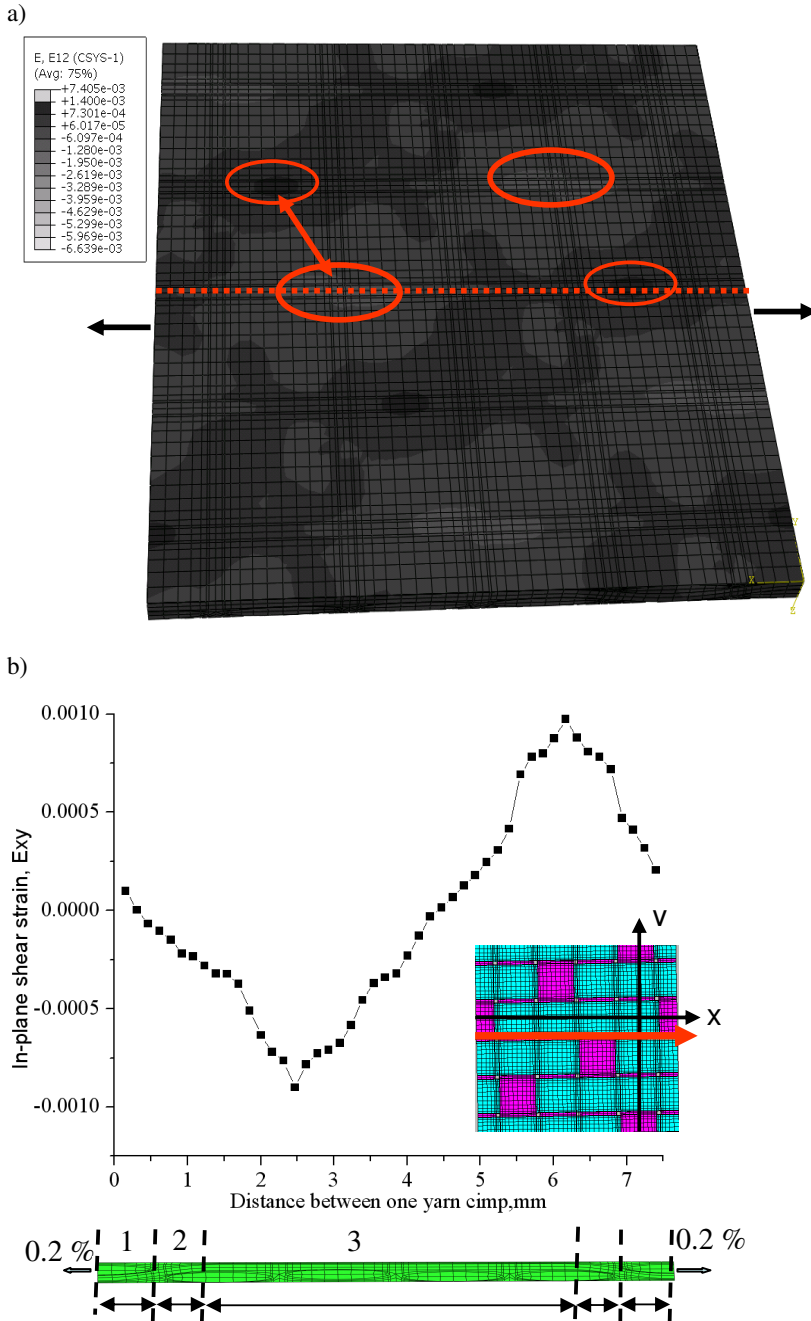 a)
E, E12 (CSYS-1)
(Avg: 75%)
+7.405e-03
+1.400e-03
+7.301e-04
+6.017e-05
-6.097e-04
-1.280e-03
-1.950e-03
-2.619e-03
-3.289e-03
-3.959e-03
-4.629e-03
-5.299e-03
-5.969e-03
-6.639e-03
Y
X
Z
b)
In-plane shear strain, Exy
0.0010
0.0005
0.0000
-0.0005
-0.0010
V
X
0 1 2 3 4 5 6 7
Distance between one yarn cimp,mm
0.2 % 1 2 3 0.2 %